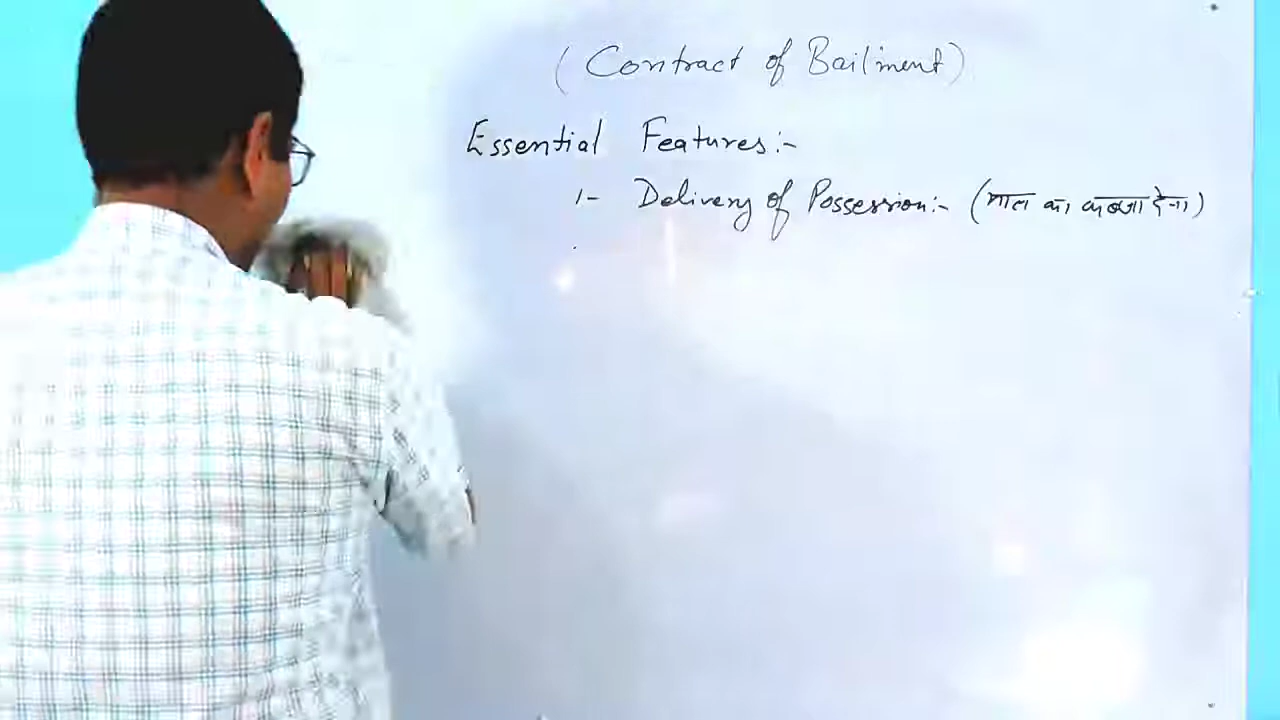 (Contract of Bailment)
Essential Features:-
1- Delivery of Possession:- (माल का कब्जा देना)